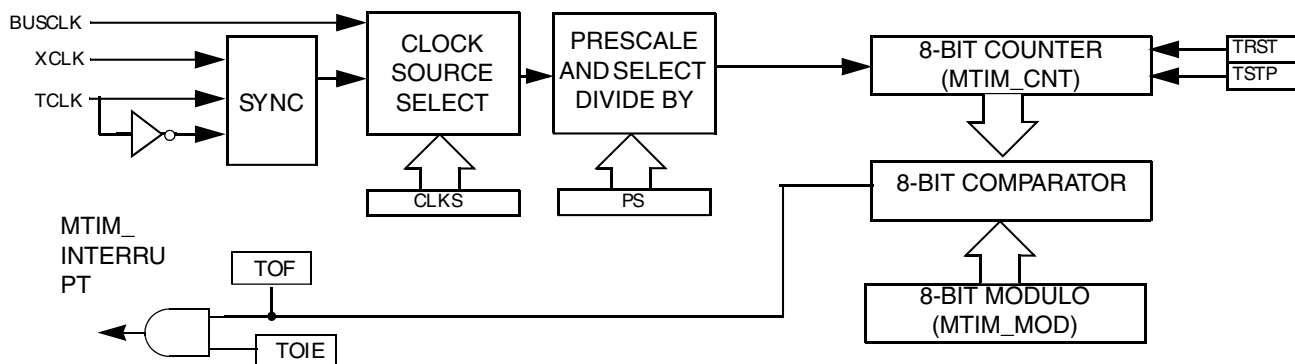 BUSCLK
XCLK
TCLK
SYNC
CLOCK
SOURCE
SELECT
PRESCALE
AND SELECT
DIVIDE BY
8-BIT COUNTER
(MTIM_CNT)
TRST
TSTP
CLKS
PS
8-BIT COMPARATOR
MTIM_
INTERRU
PT
TOF
TOIE
8-BIT MODULO
(MTIM_MOD)